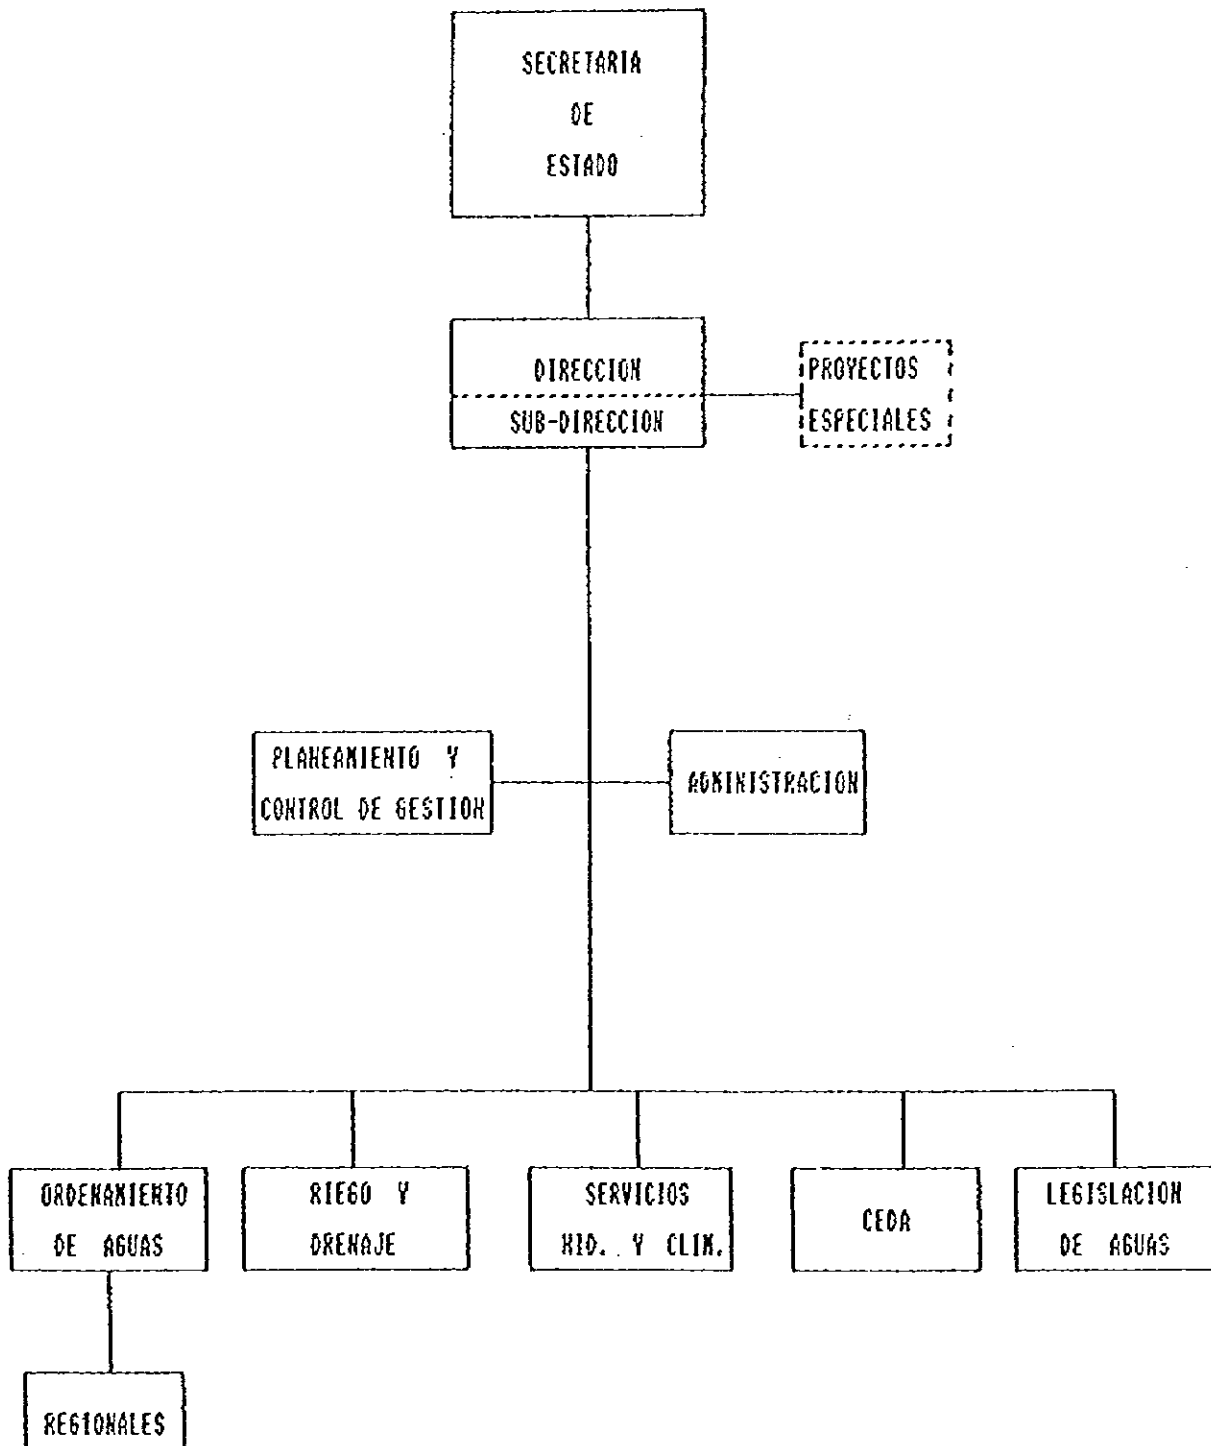 SECRETARIA
DE
ESTADO
DIRECCION
SUB-DIRECCION
PROYECTOS
ESPECIALES
PLANEAMIENTO Y
CONTROL DE GESTION
ADMINISTRACION
ORDENAMIENTO
DE AGUAS
RIEGO Y
DRENAJE
SERVICIOS
HID. Y CLIM.
CEDA
LEGISLACION
DE AGUAS
REGIONALES